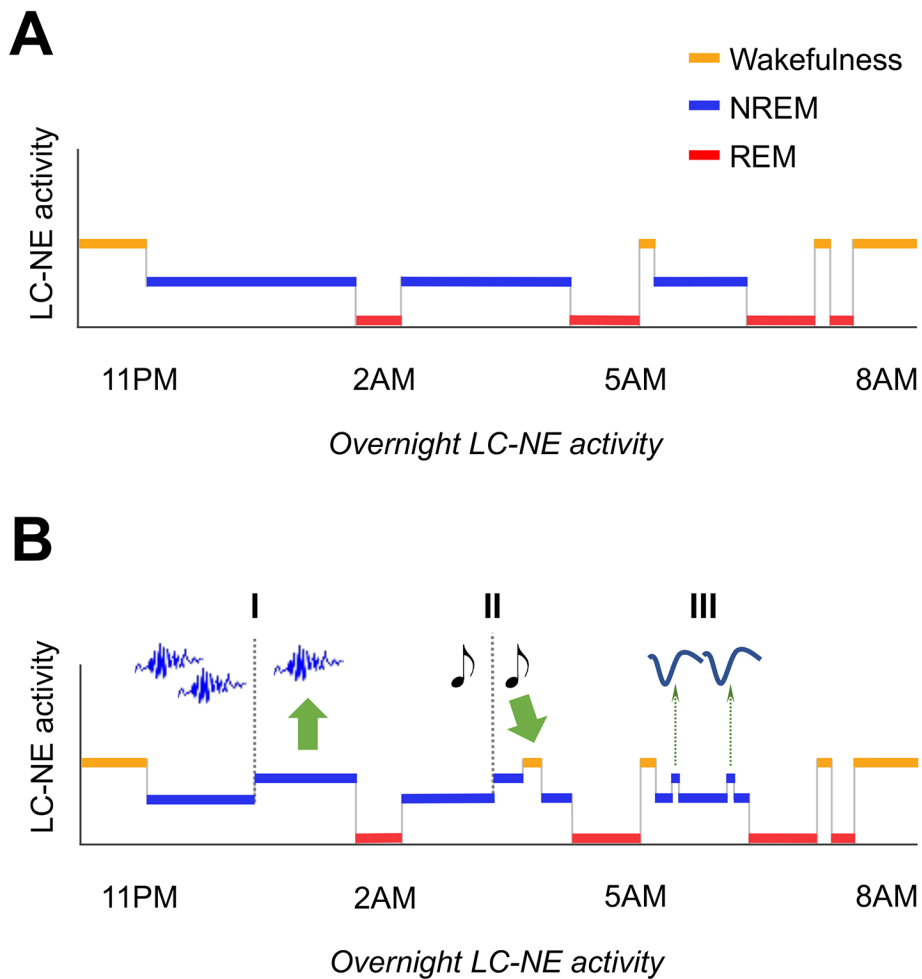 A
Wakefulness
NREM
REM
LC-NE activity
11PM 2AM 5AM 8AM
Overnight LC-NE activity
B
I II III
LC-NE activity
11PM 2AM 5AM 8AM
Overnight LC-NE activity